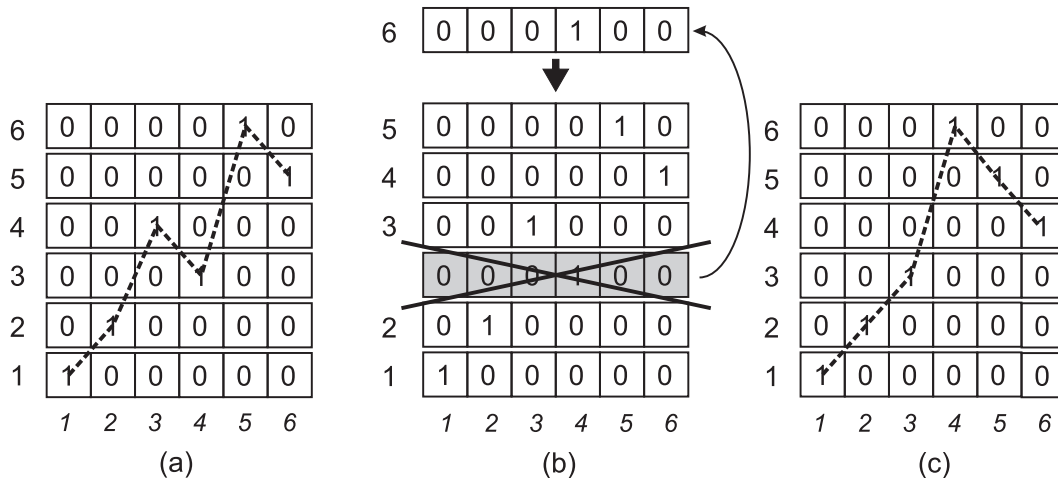 6 0 0 0 1 0 0
6 0 0 0 0 1 0
5 0 0 0 0 0 1
4 0 0 1 0 0 0
3 0 0 0 1 0 0
2 0 1 0 0 0 0
1 1 0 0 0 0 0
1 2 3 4 5 6
(a)
5 0 0 0 0 1 0
4 0 0 0 0 0 1
3 0 0 1 0 0 0
0 0 0 1 0 0
2 0 1 0 0 0 0
1 1 0 0 0 0 0
1 2 3 4 5 6
(b)
6 0 0 0 1 0 0
5 0 0 0 0 1 0
4 0 0 0 0 0 1
3 0 0 1 0 0 0
2 0 1 0 0 0 0
1 1 0 0 0 0 0
1 2 3 4 5 6
(c)